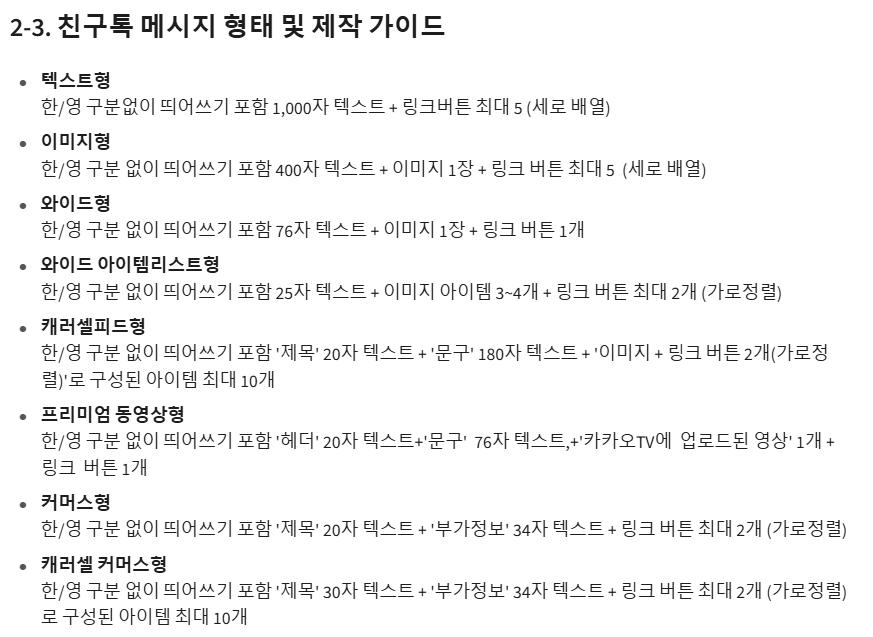 2-3. 친구톡 메시지 형태 및 제작 가이드
• 텍스트형
한/영 구분없이 띄어쓰기 포함 1,000자 텍스트 + 링크버튼 최대 5 (세로 배열)
• 이미지형
한/영 구분 없이 띄어쓰기 포함 400자 텍스트 + 이미지 1장 + 링크 버튼 최대 5 (세로 배열)
• 와이드형
한/영 구분 없이 띄어쓰기 포함 76자 텍스트 + 이미지 1장 + 링크 버튼 1개
• 와이드 아이템리스트형
한/영 구분 없이 띄어쓰기 포함 25자 텍스트 + 이미지 아이템 3~4개 + 링크 버튼 최대 2개 (가로정렬)
• 캐러셀피드형
한/영 구분 없이 띄어쓰기 포함 '제목' 20자 텍스트 + '문구' 180자 텍스트 + '이미지 + 링크 버튼 2개(가로정
렬)'로 구성된 아이템 최대 10개
• 프리미엄 동영상형
한/영 구분 없이 띄어쓰기 포함 '헤더' 20자 텍스트+'문구' 76자 텍스트,+'카카오TV에 업로드된 영상' 1개 +
링크 버튼 1개
• 커머스형
한/영 구분 없이 띄어쓰기 포함 '제목' 20자 텍스트 + '부가정보' 34자 텍스트 + 링크 버튼 최대 2개 (가로정렬)
• 캐러셀 커머스형
한/영 구분 없이 띄어쓰기 포함 '제목' 30자 텍스트 + '부가정보' 34자 텍스트 + 링크 버튼 최대 2개 (가로정렬)
로 구성된 아이템 최대 10개